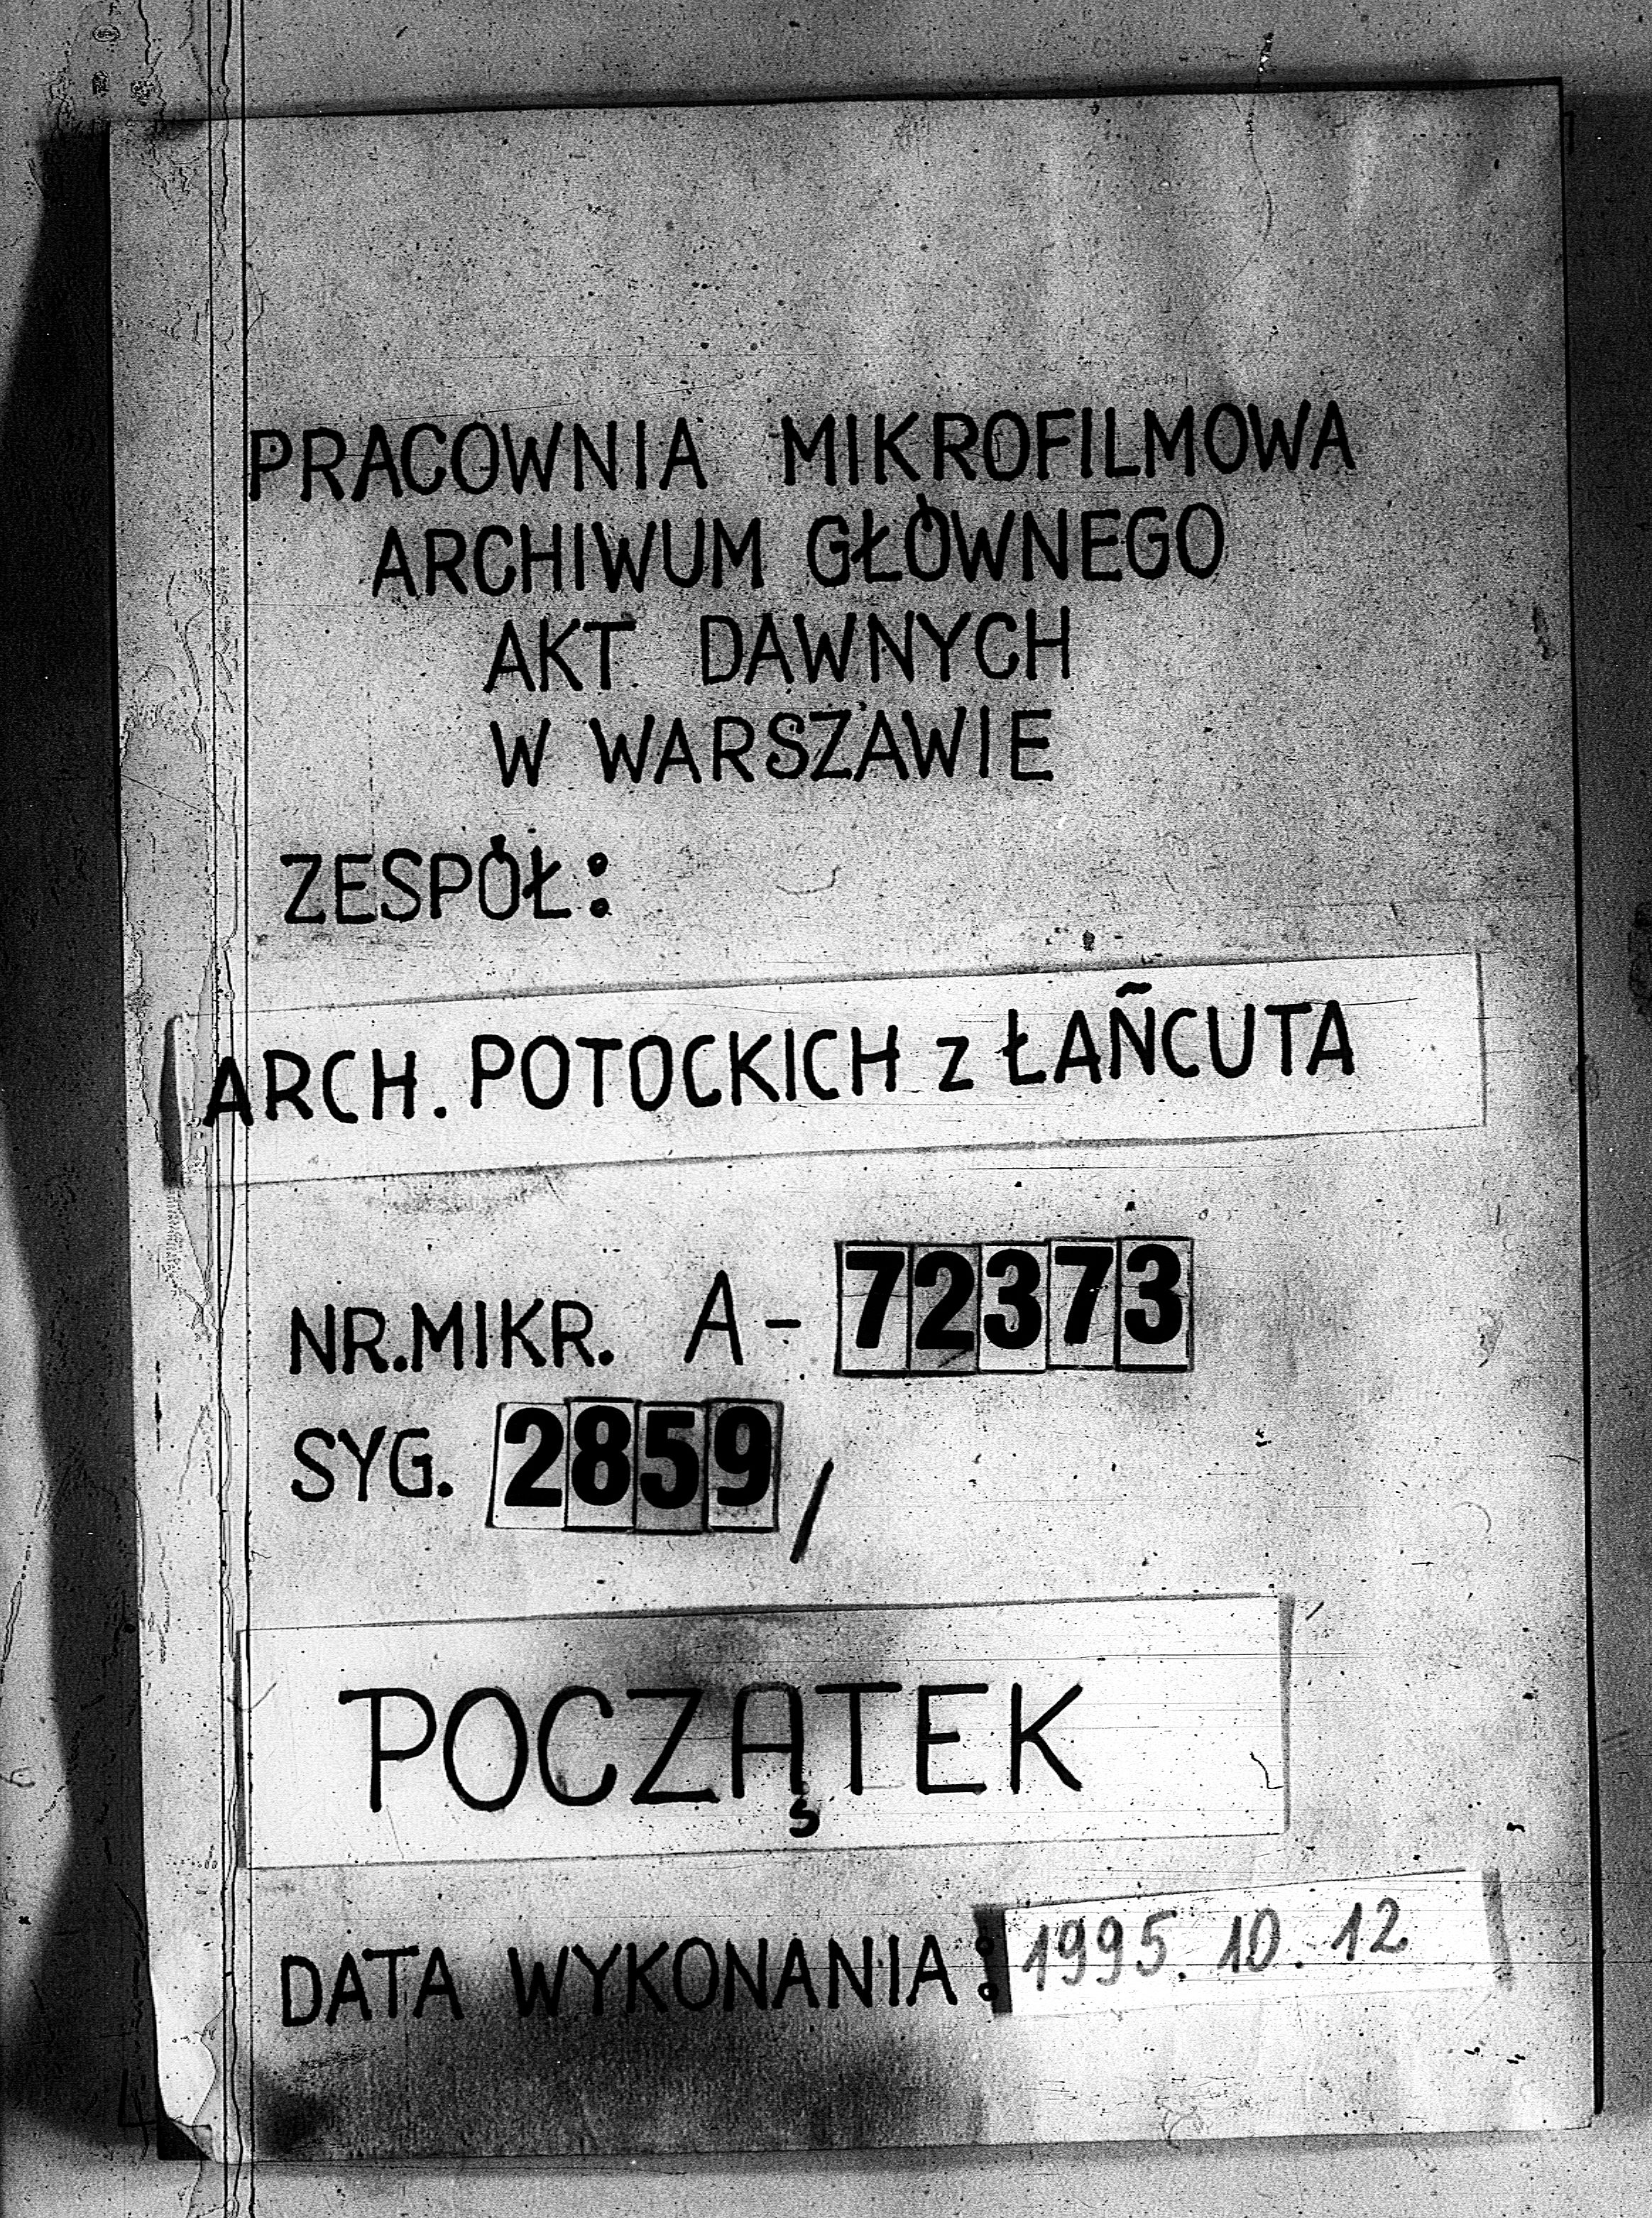 PRACOWNIA MIKROFILMOWA
ARCHIWUM GŁÓWNEGO
AKT DAWNYCH
W WARSZAWIE
ZESPÓŁ:
ARCH. POTOCKICH z ŁAŃCUTA
NR.MIKR. A- 72373
SYG. 2859/
POCZĄTEK
DATA WYKONANIA: 1995. 10. 12